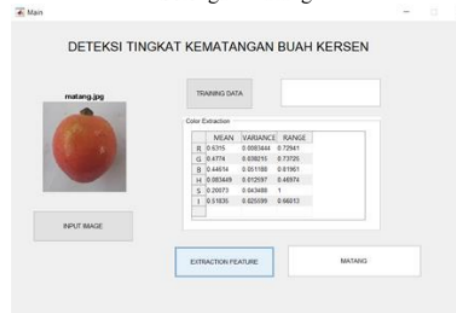 Main
DETEKSI TINGKAT KEMATANGAN BUAH KERSEN
matang.jpg
TRAINING DATA
Color Extraction
MEAN VARIANCE RANGE
R 0.6315 0.0083444 0.72941
G 0.4774 0.038215 0.73725
B 0.44614 0.051188 0.81961
H 0.083449 0.012597 0.46974
S 0.20073 0.043488 1
I 0.51835 0.025599 0.66013
INPUT IMAGE
EXTRACTION FEATURE
MATANG